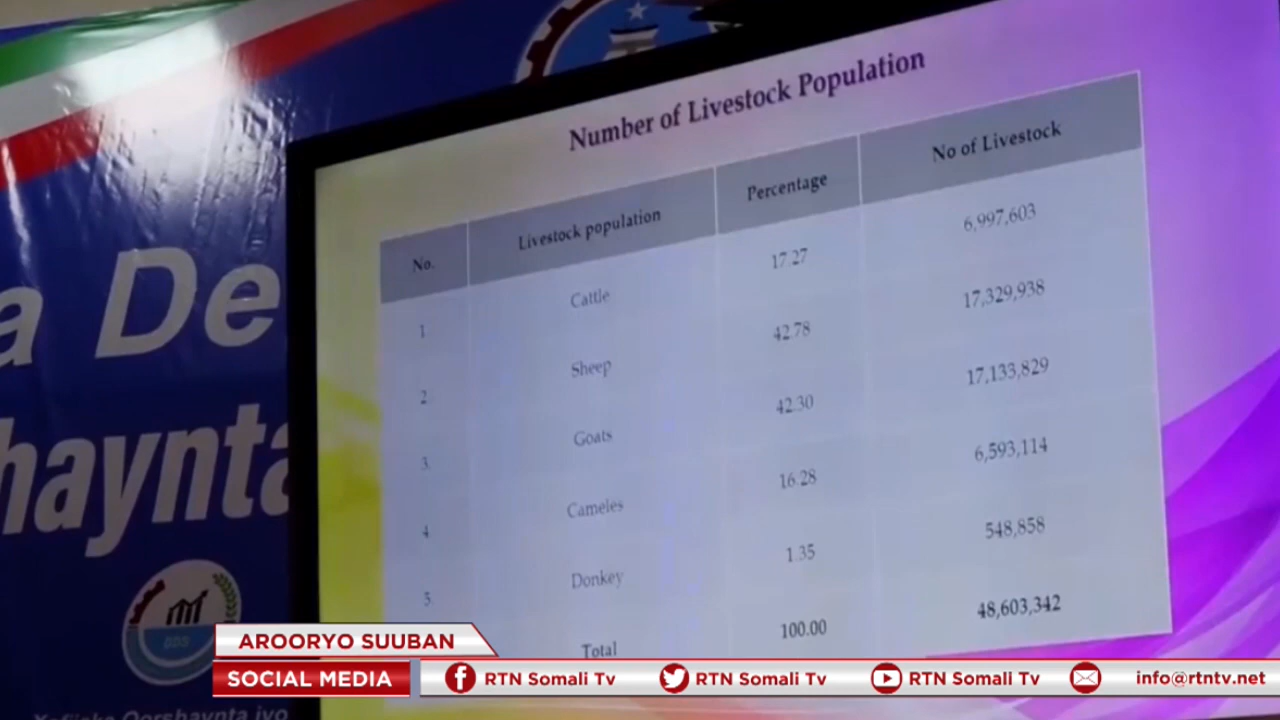 Number of Livestock Population
No. Livestock population Percentage No of Livestock
1. Cattle 17.27 6,997,603
2 Sheep 42.78 17,329,938
3. Goats 42.30 17,133,829
4 Cameles 16.28 6,593,114
5. Donkey 1.35 548,858
Total 100.00 48,603,342
a De
haynta
BDS
AROORYO SUUBAN
SOCIAL MEDIA RTN Somali Tv RTN Somali Tv RTN Somali Tv info@rtntv.net